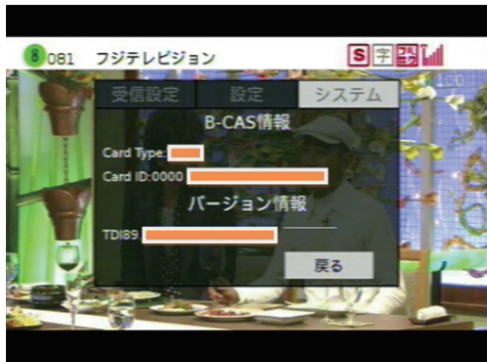 8 081 フジテレビジョン S 字
受信設定 設定 システム
B-CAS情報
Card Type:
Card ID:0000
バージョン情報
TDI89
戻る